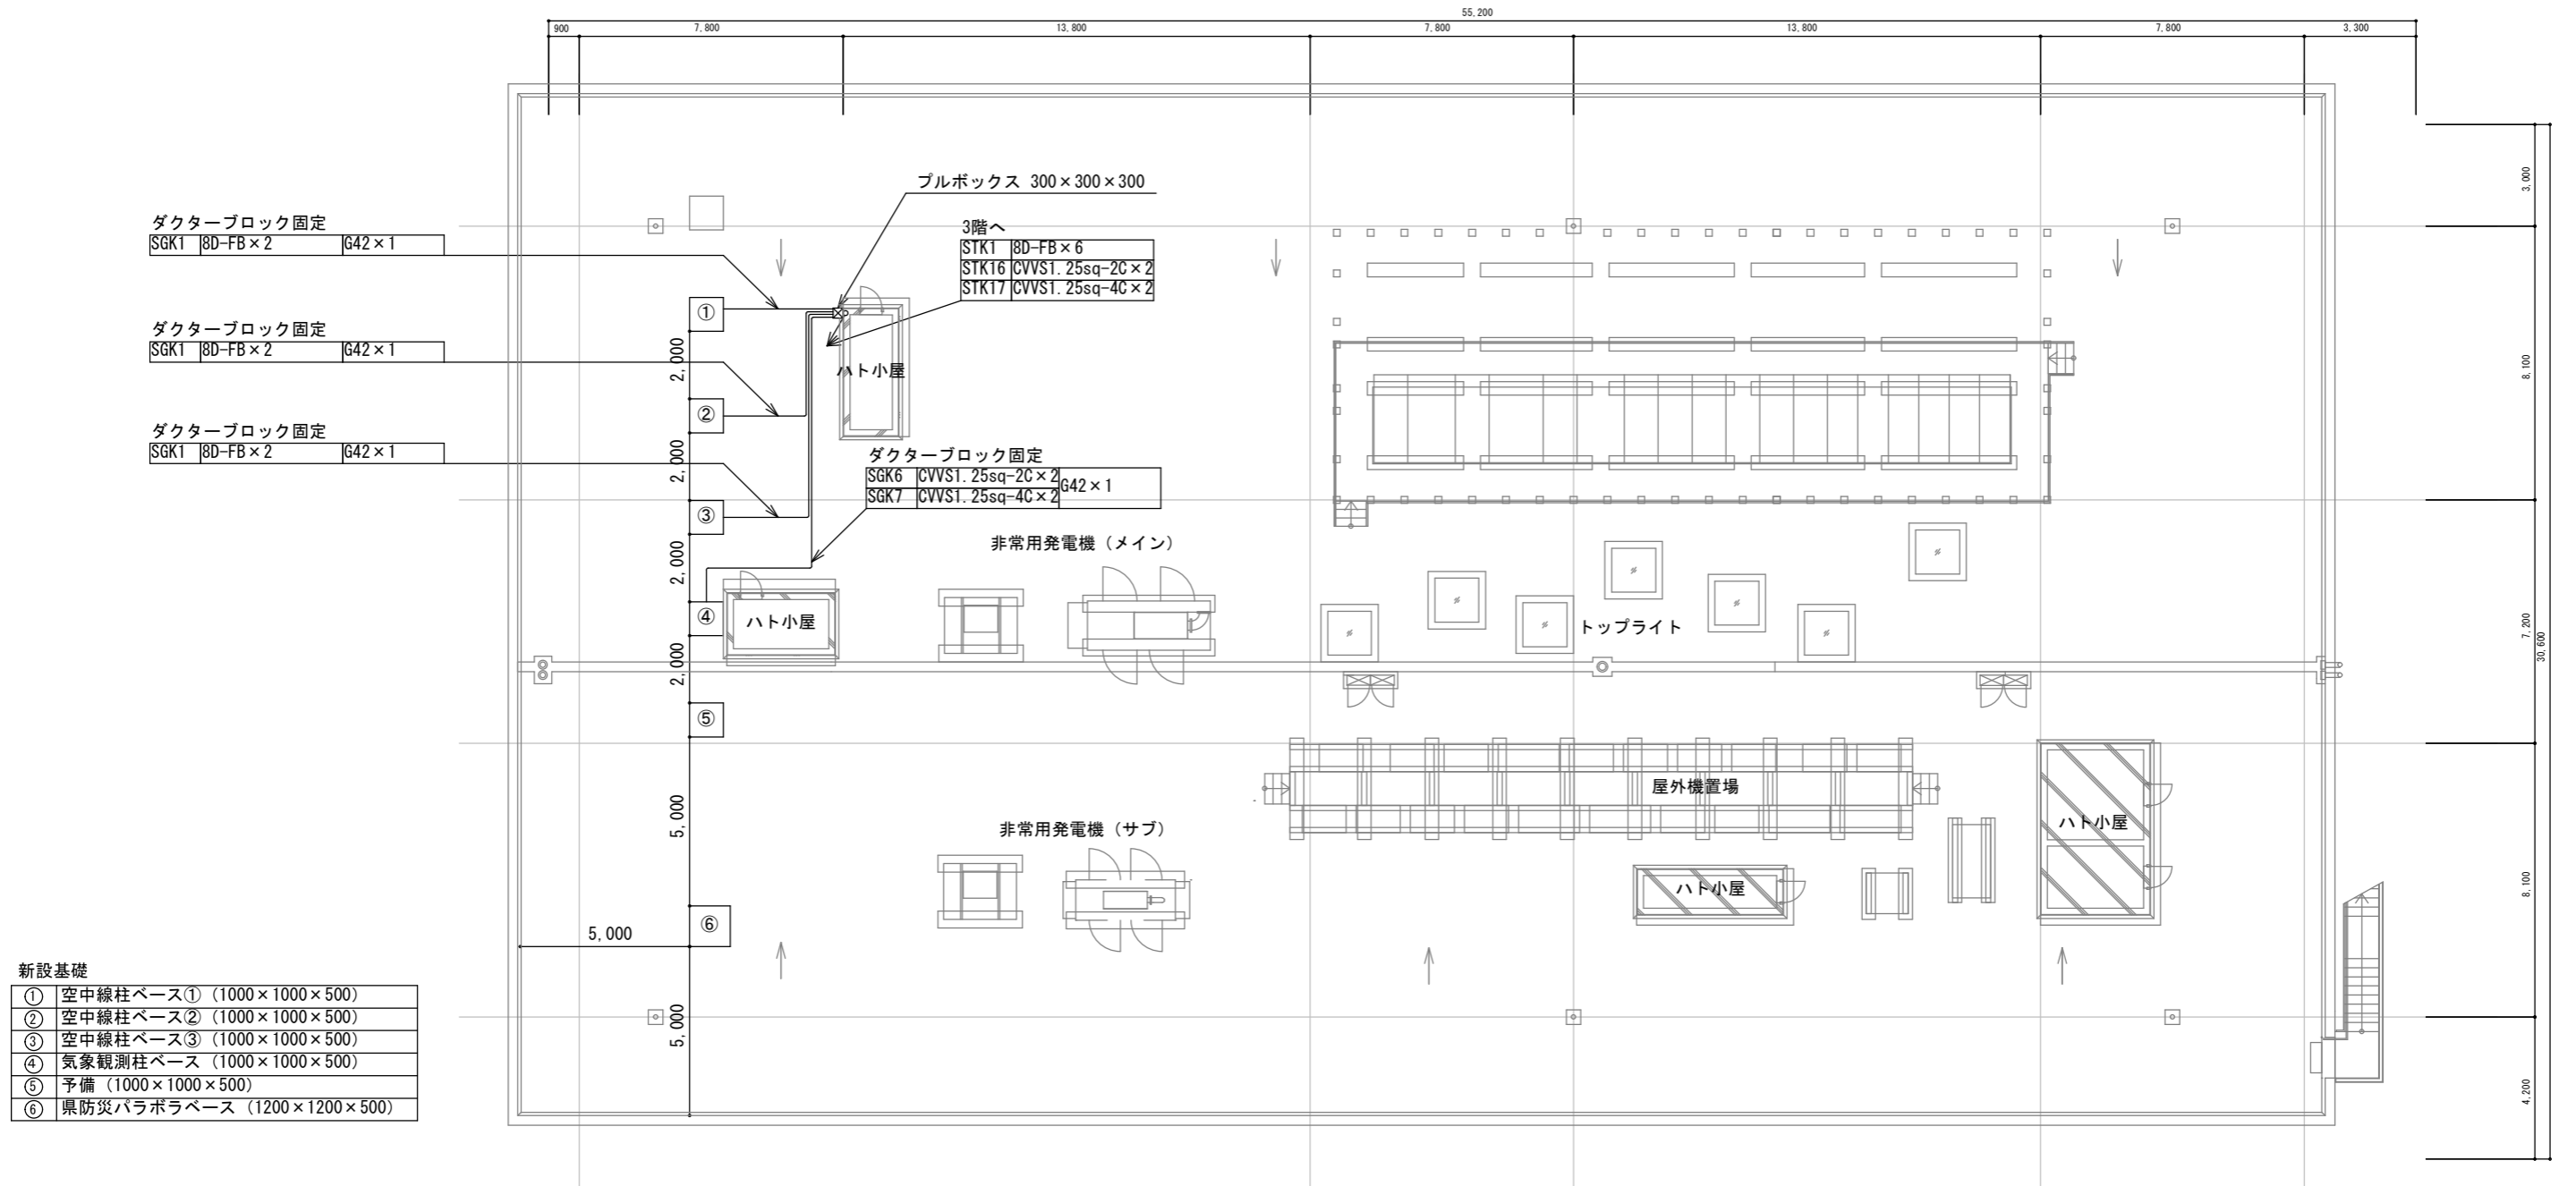 55,200
900 7,800 13,800 7,800 13,800 7,800 3,300
プルボックス 300×300×300
3階へ
STK1 8D-FB×6
STK16 CVVS1.25sq-2C×2
STK17 CVVS1.25sq-4C×2
ダクターブロック固定
SGK1 8D-FB×2 G42×1
ダクターブロック固定
SGK1 8D-FB×2 G42×1
ダクターブロック固定
SGK1 8D-FB×2 G42×1
ダクターブロック固定
SGK6 CVVS1.25sq-2C×2 G42×1
SGK7 CVVS1.25sq-4C×2
①
2,000
②
2,000
③
2,000
④
2,000
⑤
5,000
⑥
5,000
5,000
ハト小屋
ハト小屋
非常用発電機（メイン）
トップライト
屋外機置場
非常用発電機（サブ）
ハト小屋
ハト小屋
3,000
8,100
7,200
30,600
8,100
4,200
新設基礎
① 空中線柱ベース①（1000×1000×500）
② 空中線柱ベース②（1000×1000×500）
③ 空中線柱ベース③（1000×1000×500）
④ 気象観測柱ベース（1000×1000×500）
⑤ 予備（1000×1000×500）
⑥ 県防災パラボラベース（1200×1200×500）